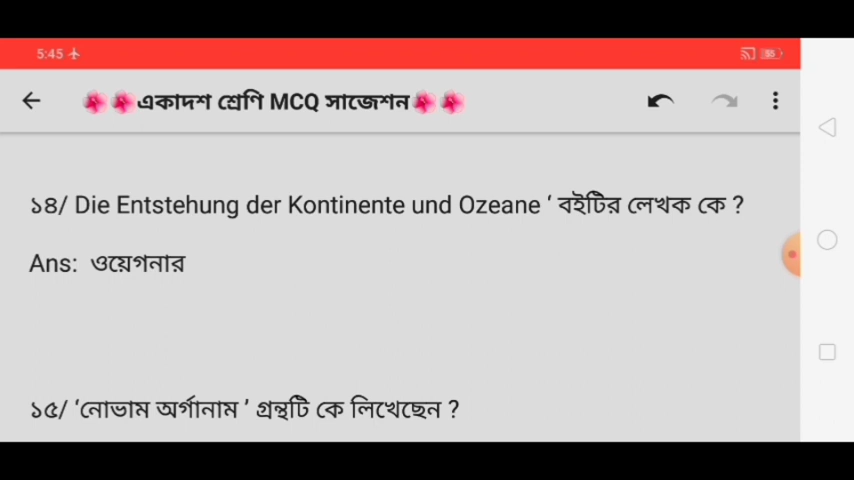 5:45
55
একাদশ শ্রেণি MCQ সাজেশন
১৪/ Die Entstehung der Kontinente und Ozeane ‘ বইটির লেখক কে ?
Ans: ওয়েগনার
১৫/ ‘নোভাম অর্গানাম ’ গ্রন্থটি কে লিখেছেন ?